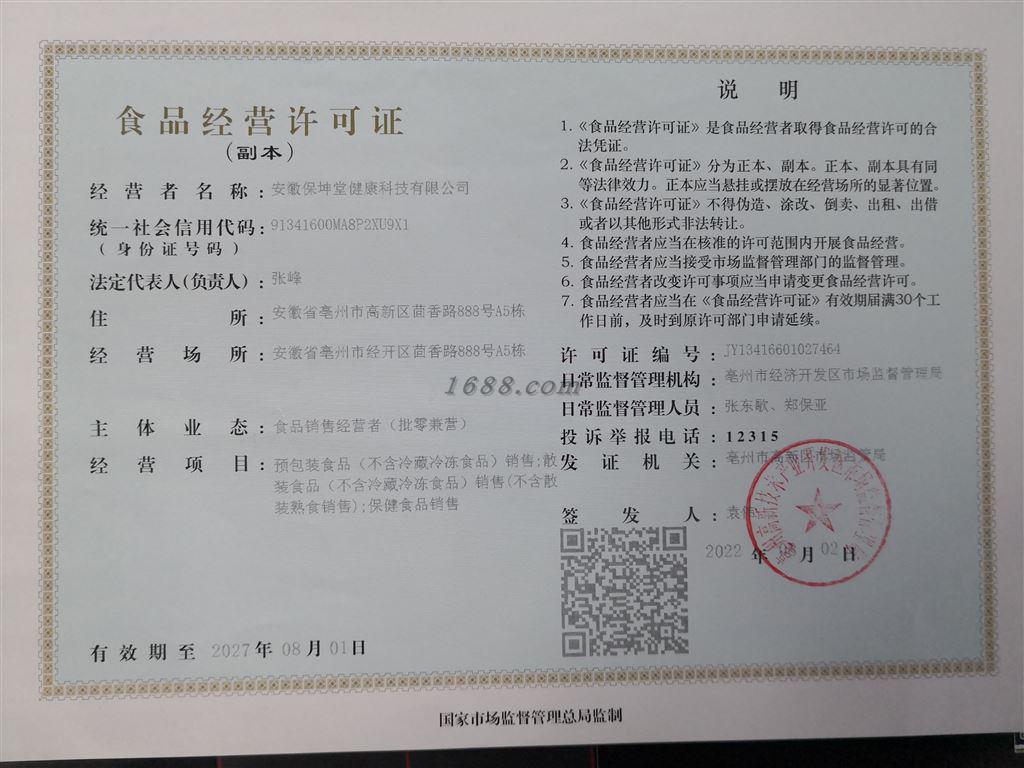 食品经营许可证
（副本）
经营者名称：安徽保坤堂健康科技有限公司
统一社会信用代码：91341600MA8P2XU9X1
（身份证号码）
法定代表人(负责人)：张峰
住所：安徽省亳州市高新区茴香路888号A5栋
经营场所：安徽省亳州市经开区茴香路888号A5栋
主体业态：食品销售经营者（批零兼营）
经营项目：预包装食品（不含冷藏冷冻食品）销售;散
装食品（不含冷藏冷冻食品）销售(不含散
装熟食销售);保健食品销售
有效期至 2027年08月01日
说明
1.《食品经营许可证》是食品经营者取得食品经营许可的合
法凭证。
2.《食品经营许可证》分为正本、副本。正本、副本具有同
等法律效力。正本应当悬挂或摆放在经营场所的显著位置。
3.《食品经营许可证》不得伪造、涂改、倒卖、出租、出借
或者以其他形式非法转让。
4. 食品经营者应当在核准的许可范围内开展食品经营。
5. 食品经营者应当接受市场监督管理部门的监督管理。
6. 食品经营者改变许可事项应当申请变更食品经营许可。
7. 食品经营者应当在《食品经营许可证》有效期届满30个工
作日前，及时到原许可部门申请延续。
许可证编号：JY13416601027464
日常监督管理机构：亳州市经济开发区市场监督管理局
日常监督管理人员：张东歌、郑保亚
投诉举报电话：12315
发证机关：亳州市高新区市场监管局
签发人：袁
2022年08月02日
国家市场监督管理总局监制
1688.com